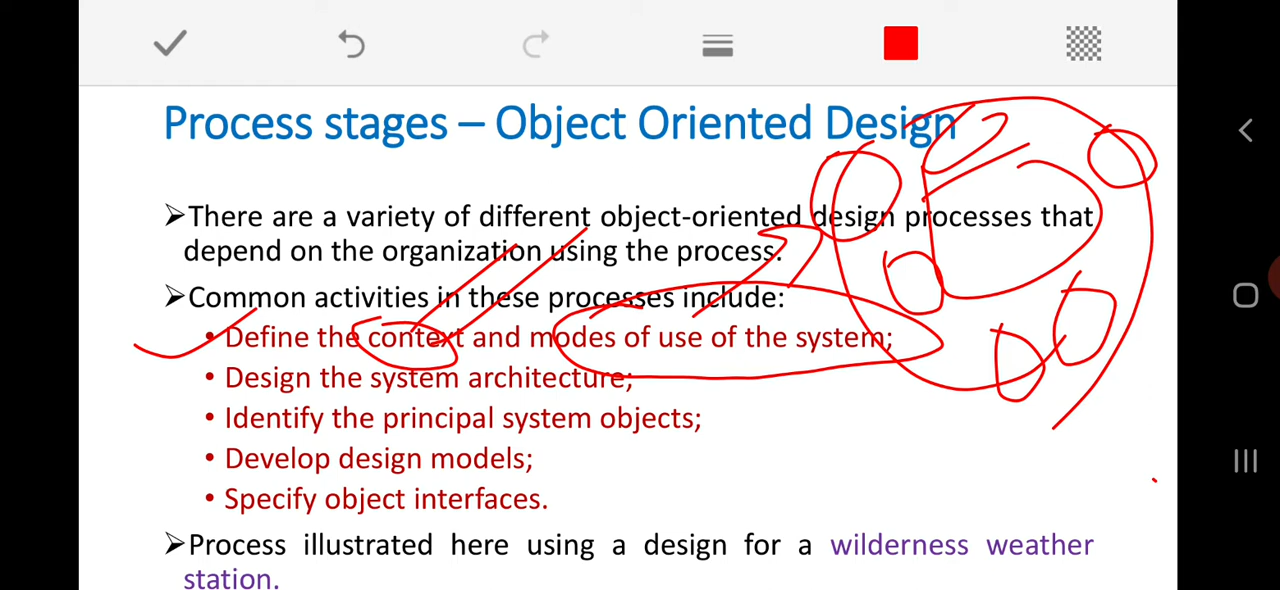 Process stages – Object Oriented Design
➢There are a variety of different object-oriented design processes that
depend on the organization using the process.
➢Common activities in these processes include:
• Define the context and modes of use of the system;
• Design the system architecture;
• Identify the principal system objects;
• Develop design models;
• Specify object interfaces.
➢Process illustrated here using a design for a wilderness weather
station.